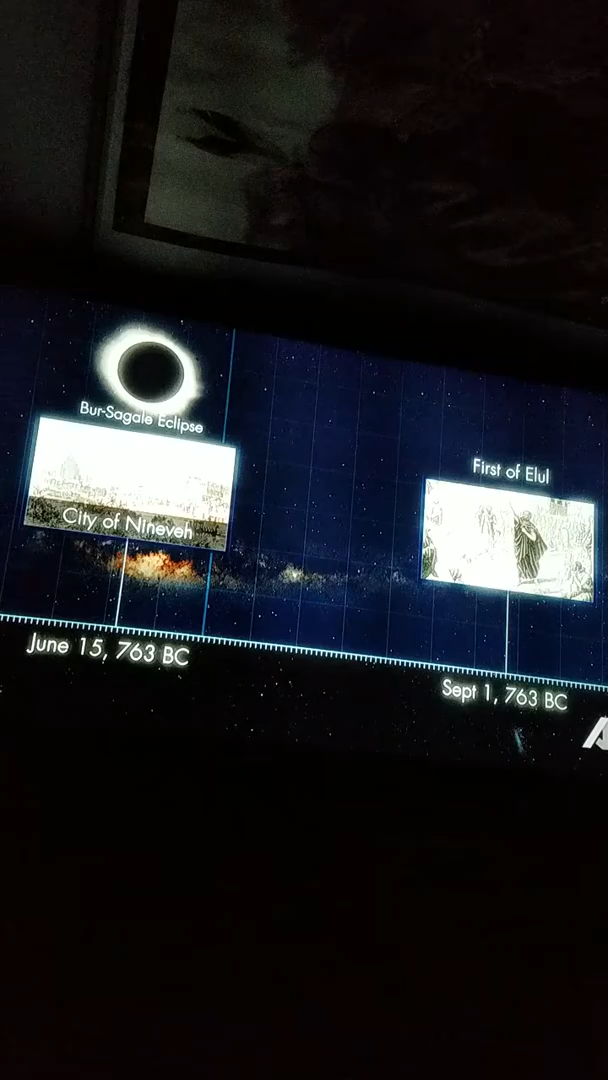 Bur-Sagale Eclipse
City of Nineveh
June 15, 763 BC
First of Elul
Sept 1, 763 BC